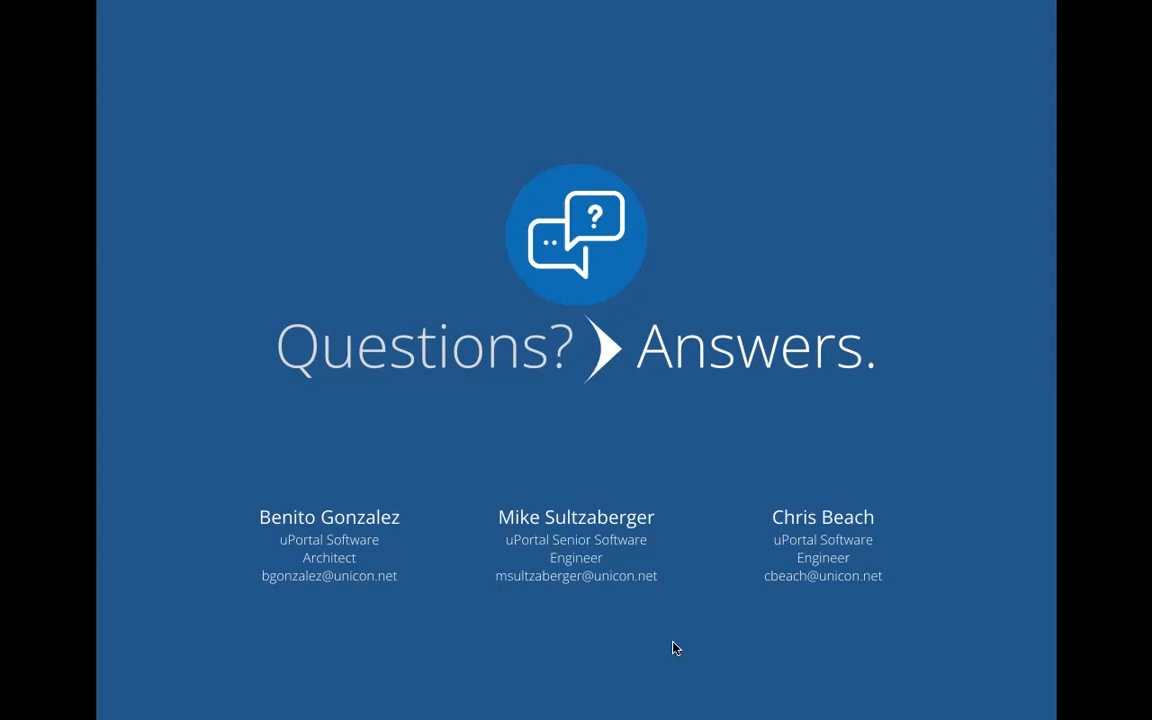 ?
Questions? Answers.
Benito Gonzalez
uPortal Software
Architect
bgonzalez@unicon.net
Mike Sultzaberger
uPortal Senior Software
Engineer
msultzaberger@unicon.net
Chris Beach
uPortal Software
Engineer
cbeach@unicon.net